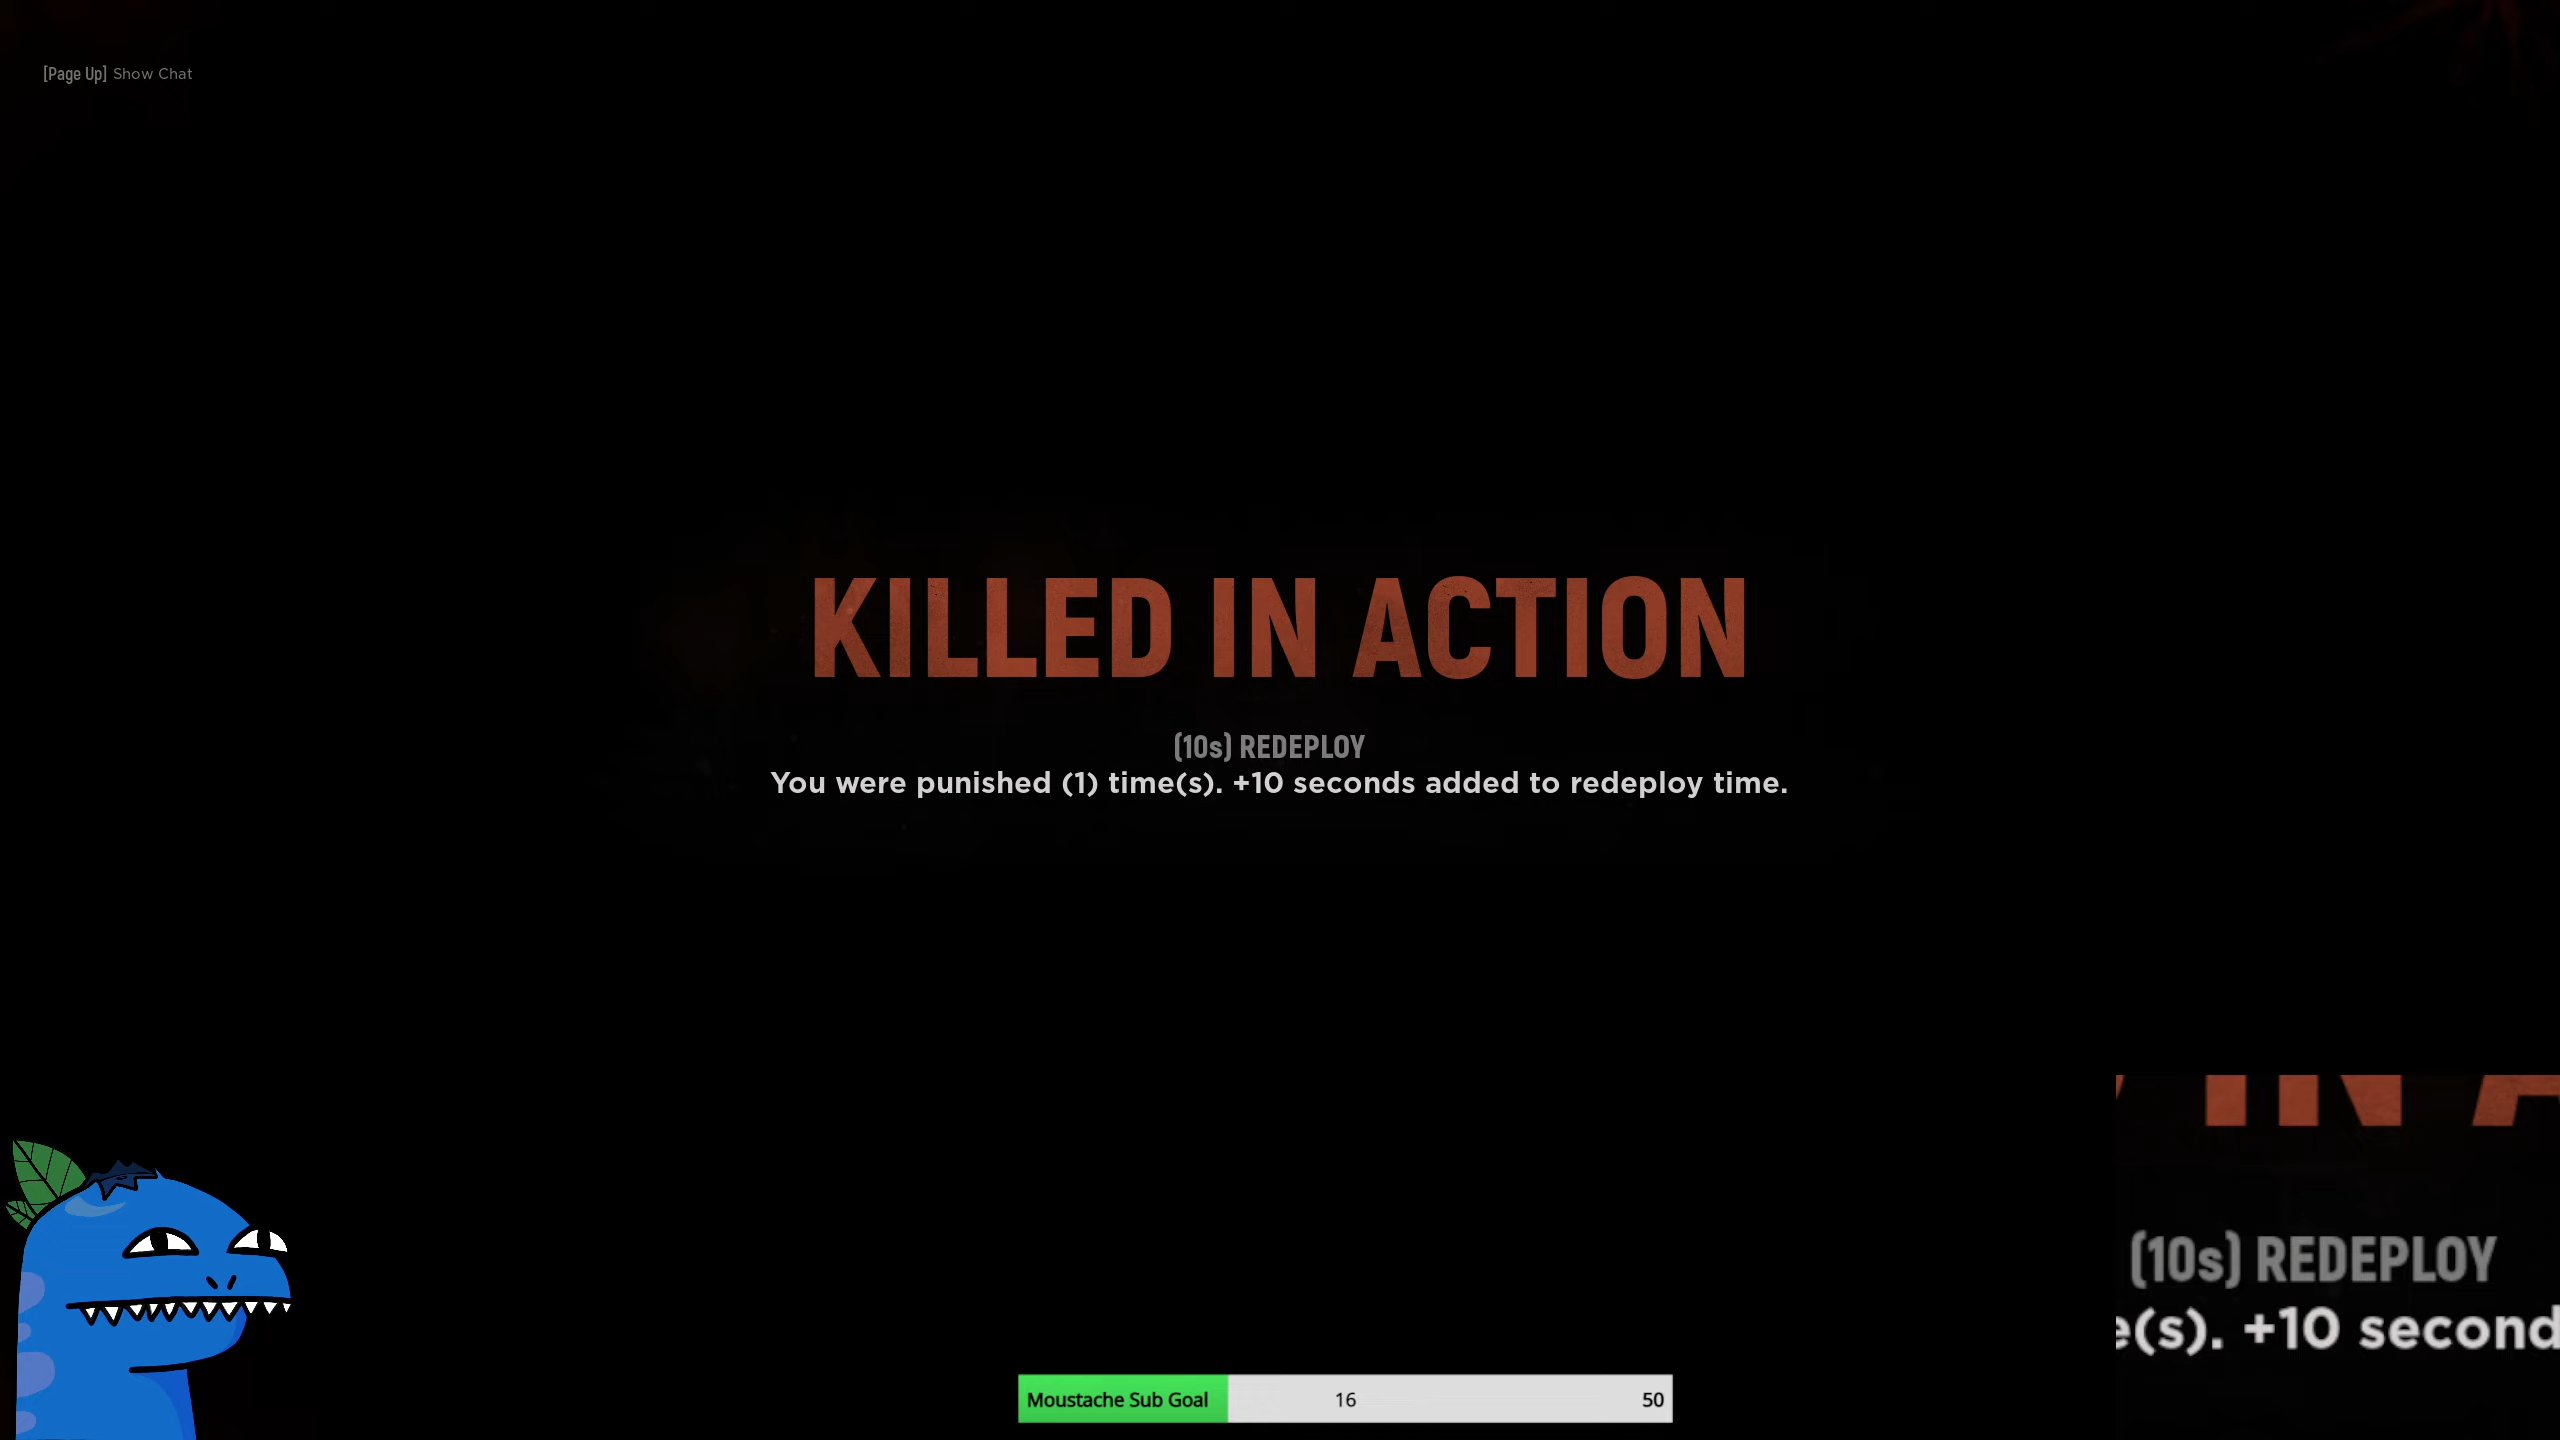 [Page Up] Show Chat
KILLED IN ACTION
(10s) REDEPLOY
You were punished (1) time(s). +10 seconds added to redeploy time.
IN A
(10s) REDEPLOY
e(s). +10 second
Moustache Sub Goal 16 50